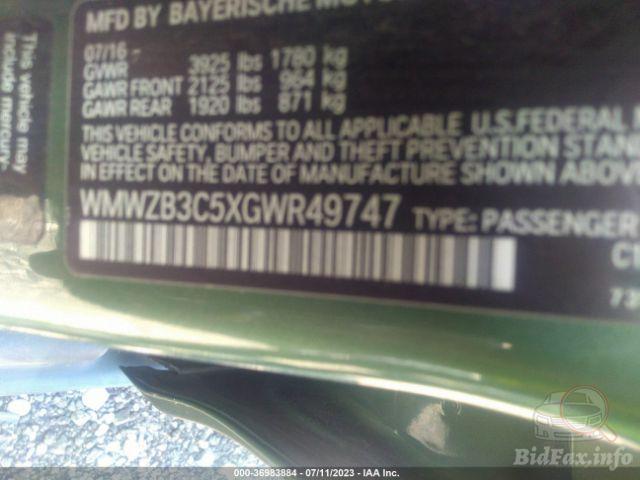 MFD BY BAYERISCHE MOTOR
07/16
GVWR 3925 lbs 1780 kg
GAWR FRONT 2125 lbs 964 kg
GAWR REAR 1920 lbs 871 kg
THIS VEHICLE CONFORMS TO ALL APPLICABLE U.S.FEDERAL
VEHICLE SAFETY, BUMPER AND THEFT PREVENTION STAN
IN EFFECT ON THE DATE OF MANUFACTURE SHOWN ABOV
WMWZB3C5XGWR49747 TYPE: PASSENGER
This vehicle may
include mercury-
000-36983884 - 07/11/2023 - IAA Inc.
BidFax.info